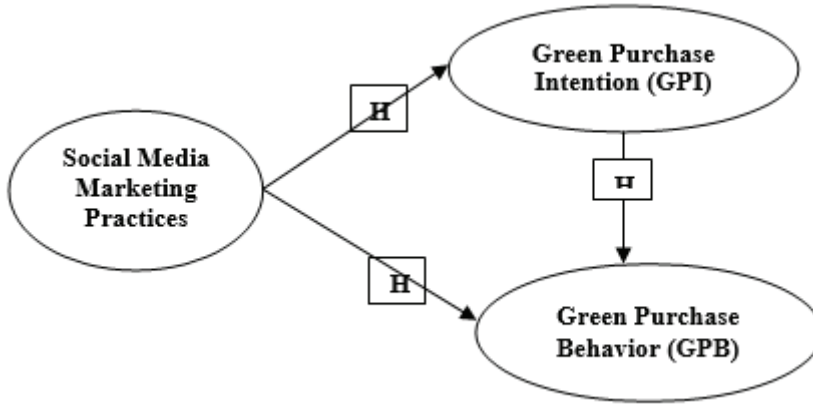 Green Purchase
Intention (GPI)
H
Social Media
Marketing
Practices
H
H
Green Purchase
Behavior (GPB)